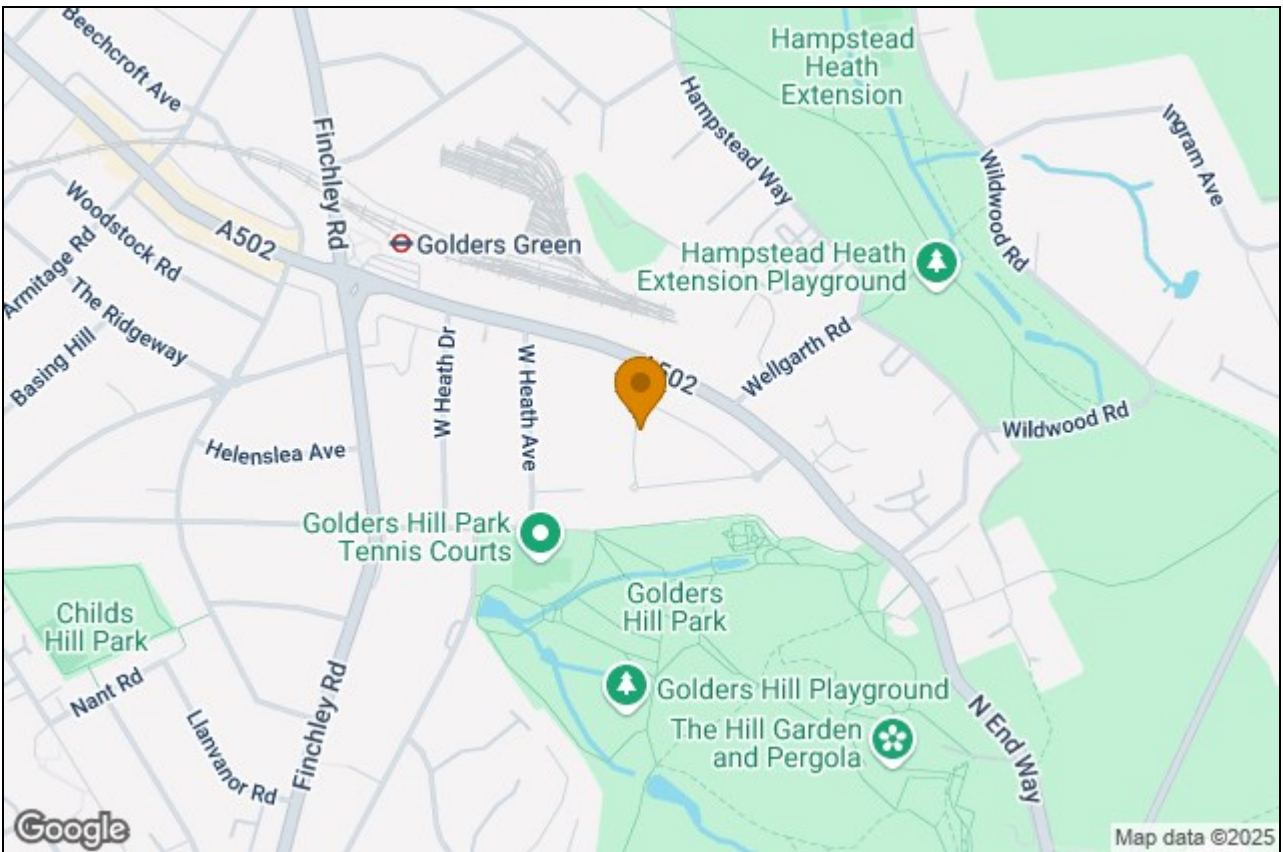 Beechcroft Ave
Hampstead
Heath
Extension
Hampstead Way
Ingram Ave
Finchley Rd
Wildwood Rd
Woodstock Rd
A502
Golders Green
Armitage Rd
Hampstead Heath
Extension Playground
The Ridgeway
Basing Hill
W Heath Dr
W Heath Ave
Wellgarth Rd
Wildwood Rd
Helenslea Ave
Golders Hill Park
Tennis Courts
Golders
Hill Park
Childs
Hill Park
Nant Rd
Finchley Rd
Llanvanor Rd
Golders Hill Playground
The Hill Garden
and Pergola
N End Way
Google
Map data ©2025